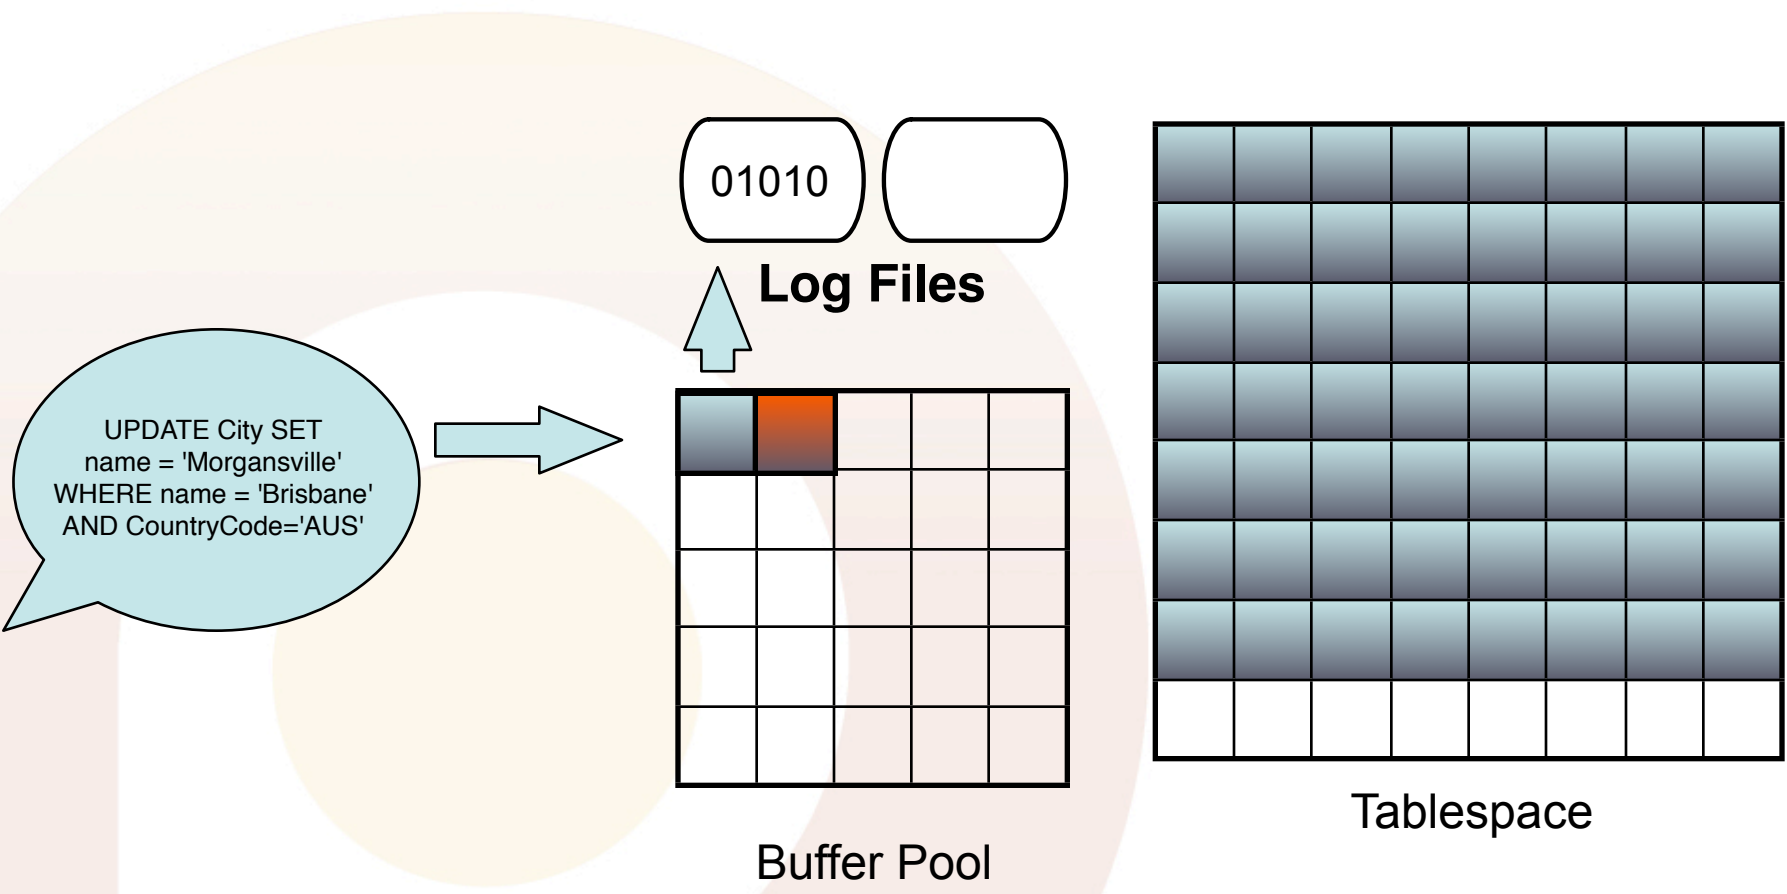 01010
Log Files
UPDATE City SET
name = 'Morgansville'
WHERE name = 'Brisbane'
AND CountryCode='AUS'
Tablespace
Buffer Pool